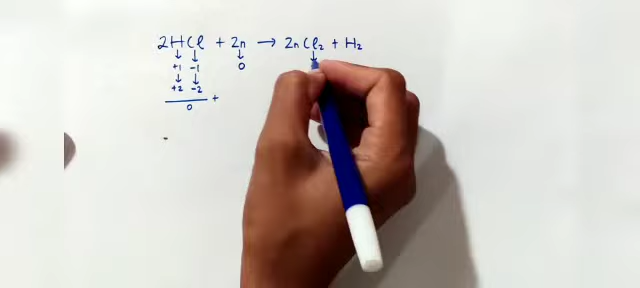 2HCl + Zn → ZnCl₂ + H₂
↓ ↓ ↓ ↓
+1 -1 0
↓ ↓
+2 -2
0 +